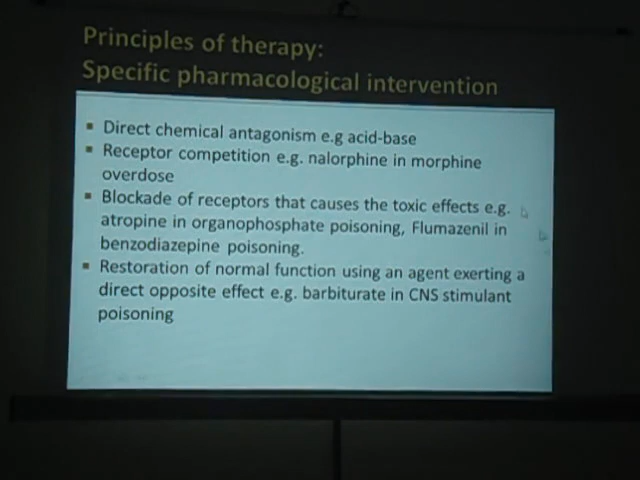 Principles of therapy:
Specific pharmacological intervention
Direct chemical antagonism e.g acid-base
Receptor competition e.g. nalorphine in morphine
overdose
Blockade of receptors that causes the toxic effects e.g.
atropine in organophosphate poisoning, Flumazenil in
benzodiazepine poisoning.
Restoration of normal function using an agent exerting a
direct opposite effect e.g. barbiturate in CNS stimulant
poisoning